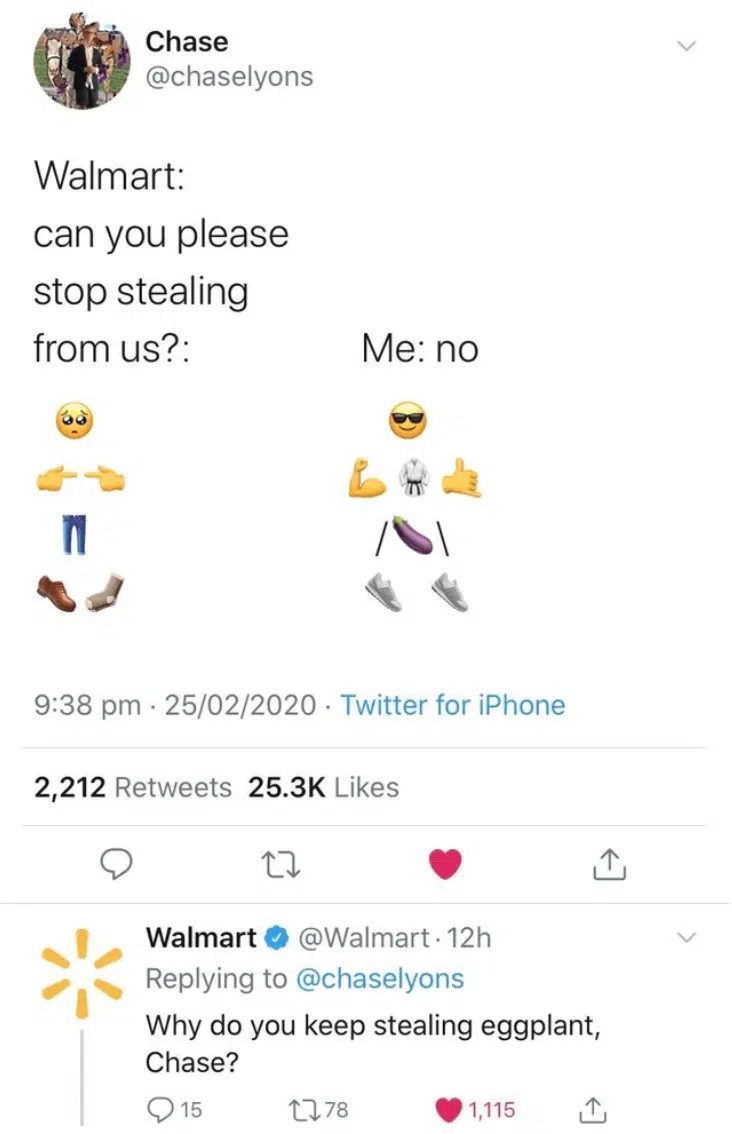 Chase
@chaselyons
Walmart:
can you please
stop stealing
from us?: Me: no
🥺 😎
👉👈 💪🥋🤙
👖 /🍆\
👞🧦 👟 👟
9:38 pm · 25/02/2020 · Twitter for iPhone
2,212 Retweets 25.3K Likes
Walmart @Walmart · 12h
Replying to @chaselyons
Why do you keep stealing eggplant,
Chase?
15 78 1,115